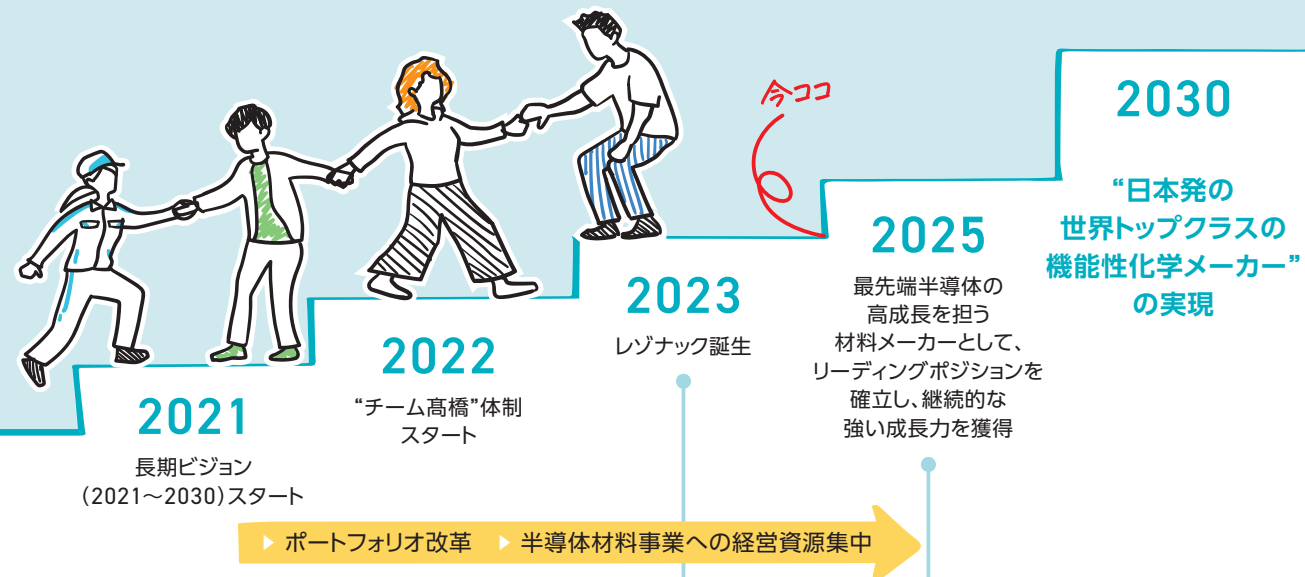 今ココ
2021
長期ビジョン
（2021～2030）スタート
2022
“チーム髙橋”体制
スタート
2023
レゾナック誕生
2025
最先端半導体の
高成長を担う
材料メーカーとして、
リーディングポジションを
確立し、継続的な
強い成長力を獲得
2030
“日本発の
世界トップクラスの
機能性化学メーカー”
の実現
ポートフォリオ改革 半導体材料事業への経営資源集中